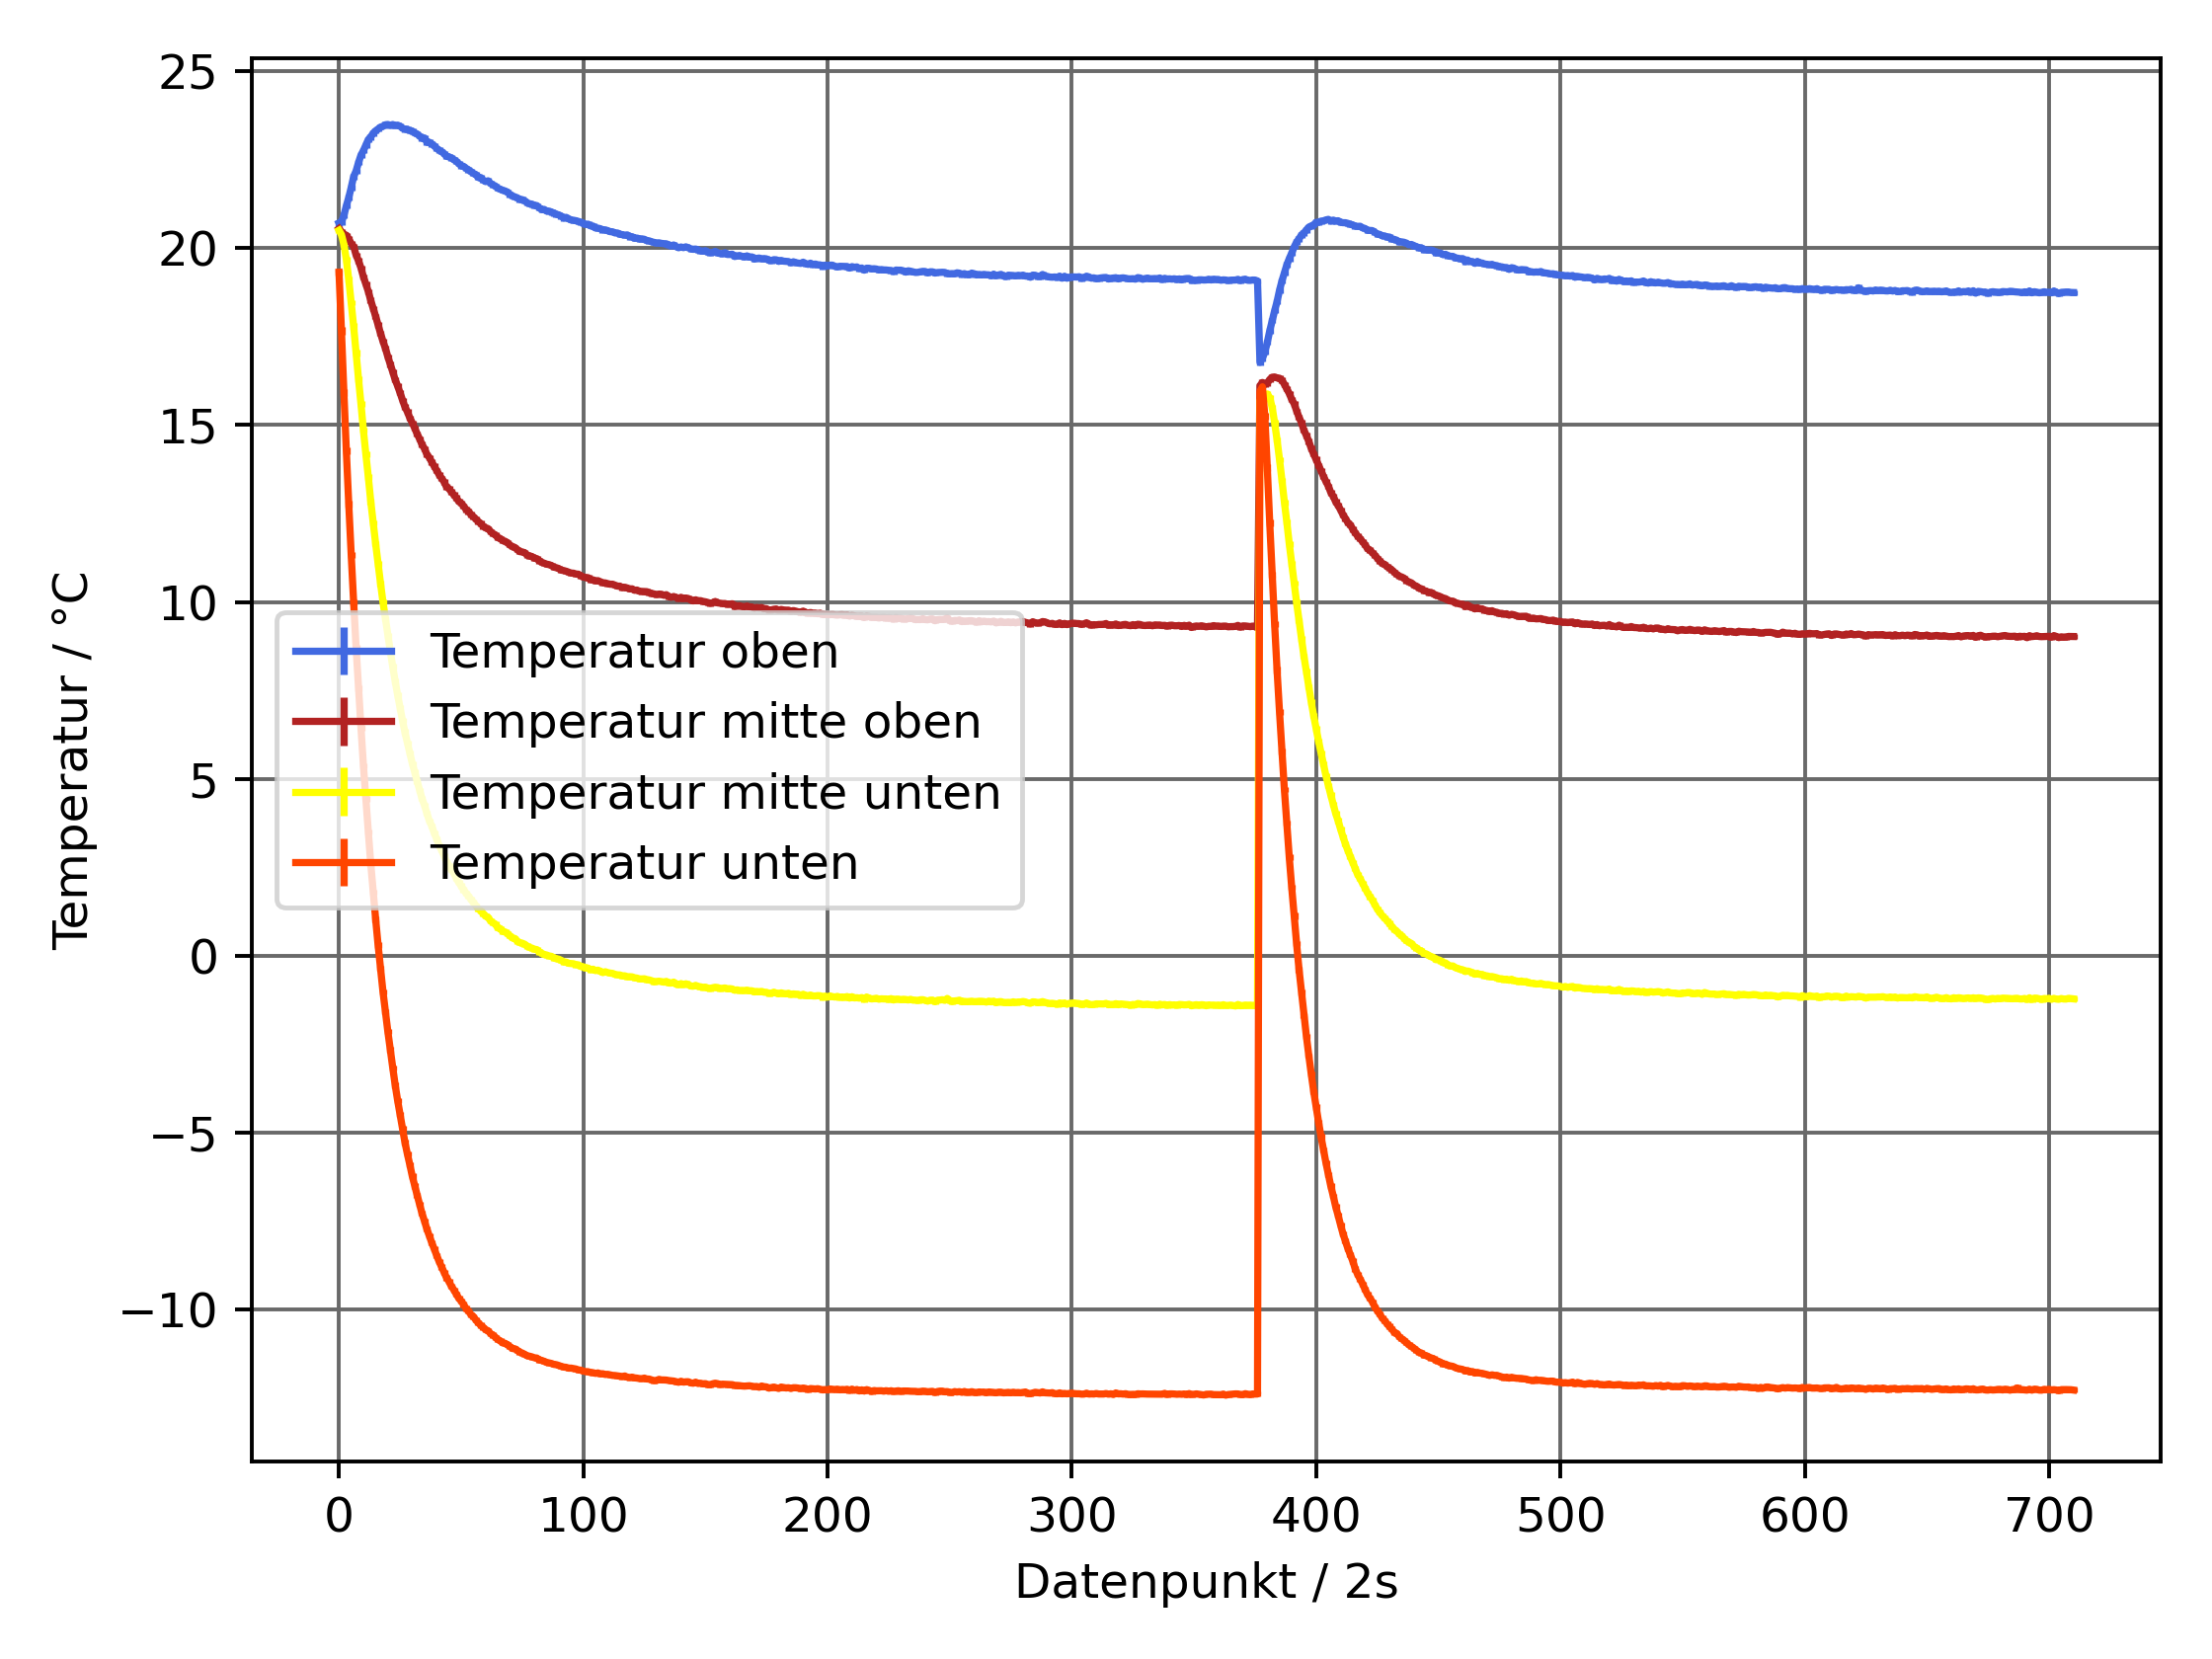 25
20
15
10
5
0
−5
−10
Temperatur / °C
Temperatur oben
Temperatur mitte oben
Temperatur mitte unten
Temperatur unten
0 100 200 300 400 500 600 700
Datenpunkt / 2s